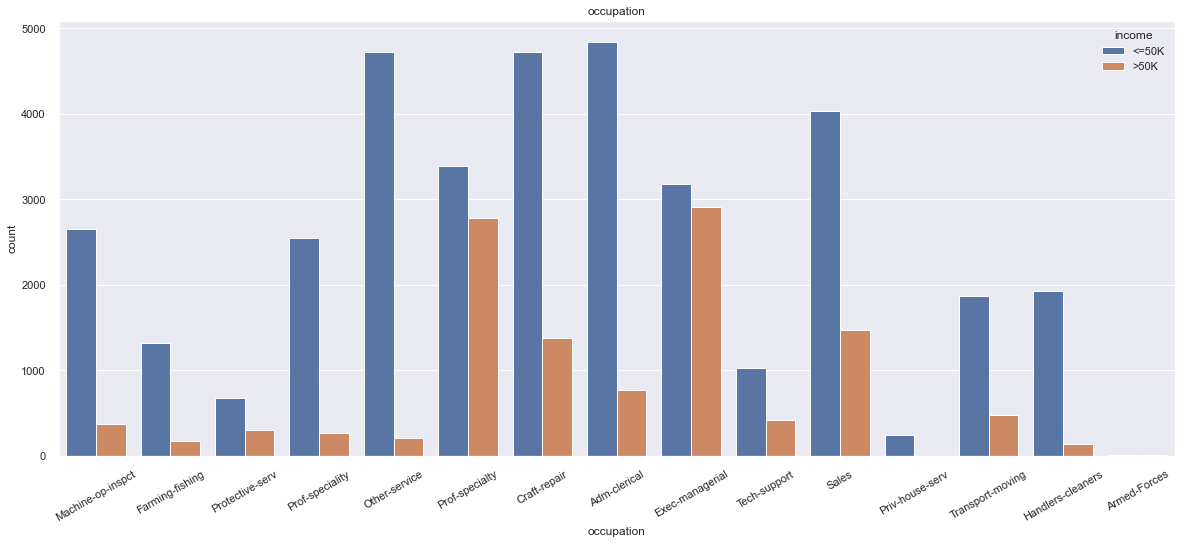 occupation
income
<=50K
>50K
5000
4000
3000
2000
1000
0
count
Machine-op-inspct
Farming-fishing
Protective-serv
Prof-speciality
Other-service
Prof-specialty
Craft-repair
Adm-clerical
Exec-managerial
Tech-support
Sales
Priv-house-serv
Transport-moving
Handlers-cleaners
Armed-Forces
occupation